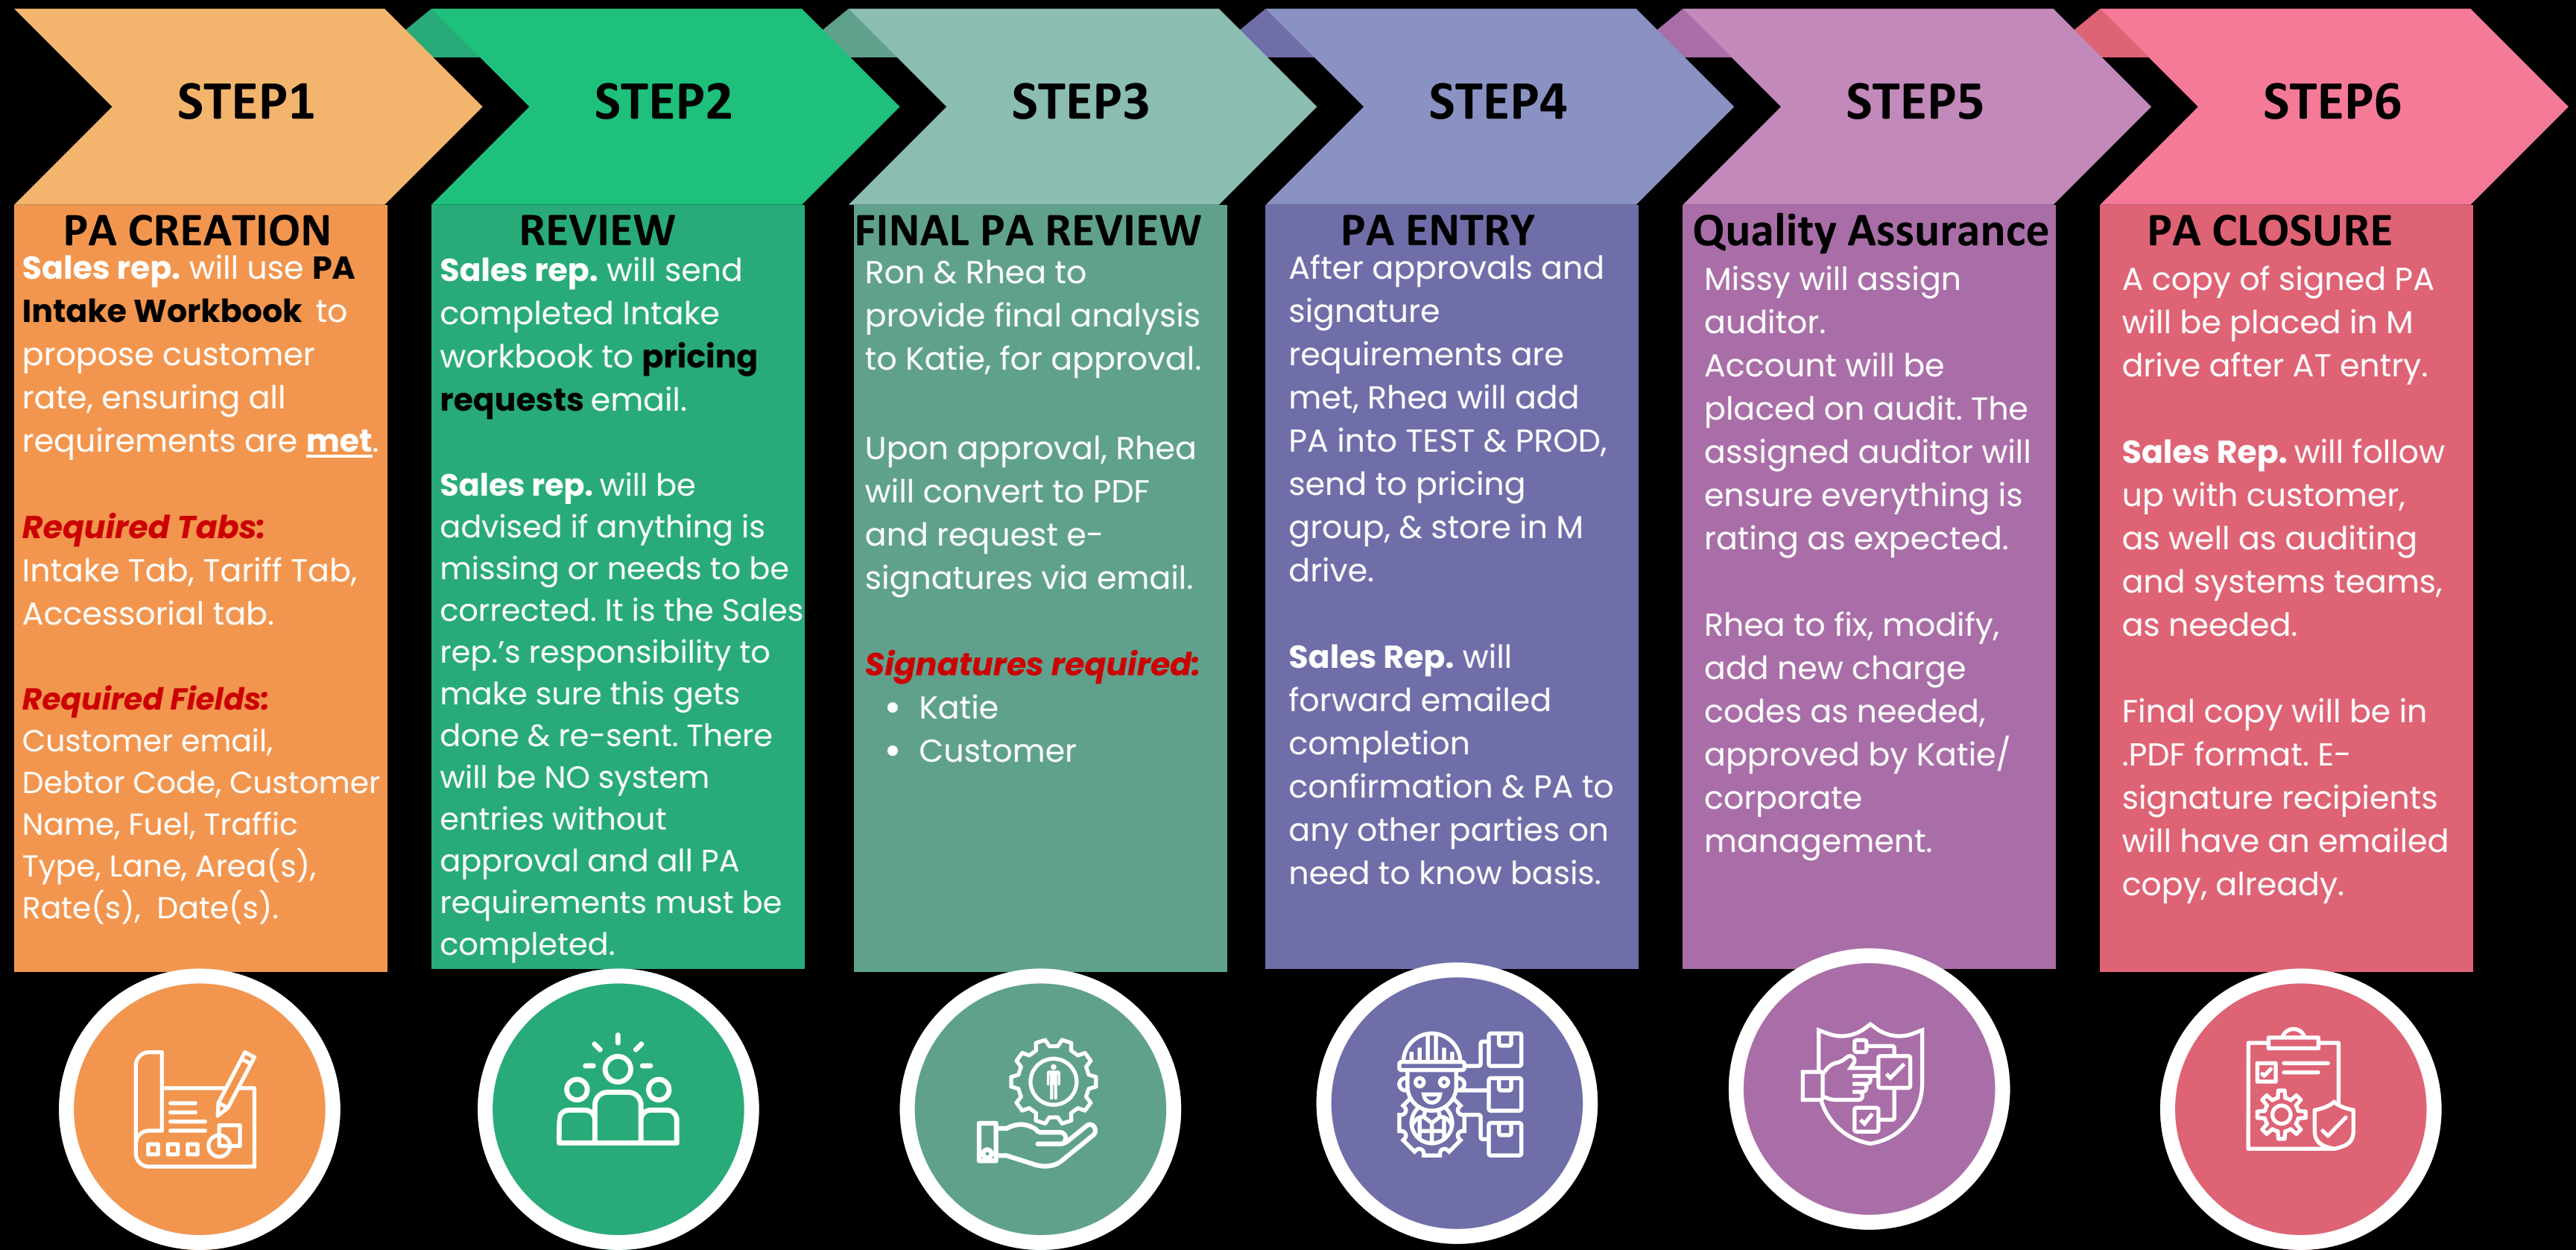 STEP1
PA CREATION
Sales rep. will use PA
Intake Workbook to
propose customer
rate, ensuring all
requirements are met.
Required Tabs:
Intake Tab, Tariff Tab,
Accessorial tab.
Required Fields:
Customer email,
Debtor Code, Customer
Name, Fuel, Traffic
Type, Lane, Area(s),
Rate(s), Date(s).
STEP2
REVIEW
Sales rep. will send
completed Intake
workbook to pricing
requests email.
Sales rep. will be
advised if anything is
missing or needs to be
corrected. It is the Sales
rep.'s responsibility to
make sure this gets
done & re-sent. There
will be NO system
entries without
approval and all PA
requirements must be
completed.
STEP3
FINAL PA REVIEW
Ron & Rhea to
provide final analysis
to Katie, for approval.
Upon approval, Rhea
will convert to PDF
and request e-
signatures via email.
Signatures required:
• Katie
• Customer
STEP4
PA ENTRY
After approvals and
signature
requirements are
met, Rhea will add
PA into TEST & PROD,
send to pricing
group, & store in M
drive.
Sales Rep. will
forward emailed
completion
confirmation & PA to
any other parties on
need to know basis.
STEP5
Quality Assurance
Missy will assign
auditor.
Account will be
placed on audit. The
assigned auditor will
ensure everything is
rating as expected.
Rhea to fix, modify,
add new charge
codes as needed,
approved by Katie/
corporate
management.
STEP6
PA CLOSURE
A copy of signed PA
will be placed in M
drive after AT entry.
Sales Rep. will follow
up with customer,
as well as auditing
and systems teams,
as needed.
Final copy will be in
.PDF format. E-
signature recipients
will have an emailed
copy, already.